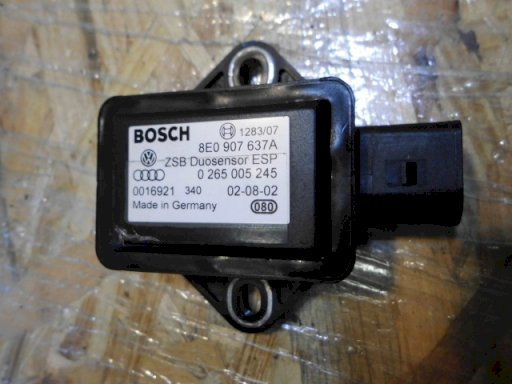 BOSCH 1283/07
8E0 907 637A
ZSB Duosensor ESP
0 265 005 245
0016921 340 02-08-02
Made in Germany 080